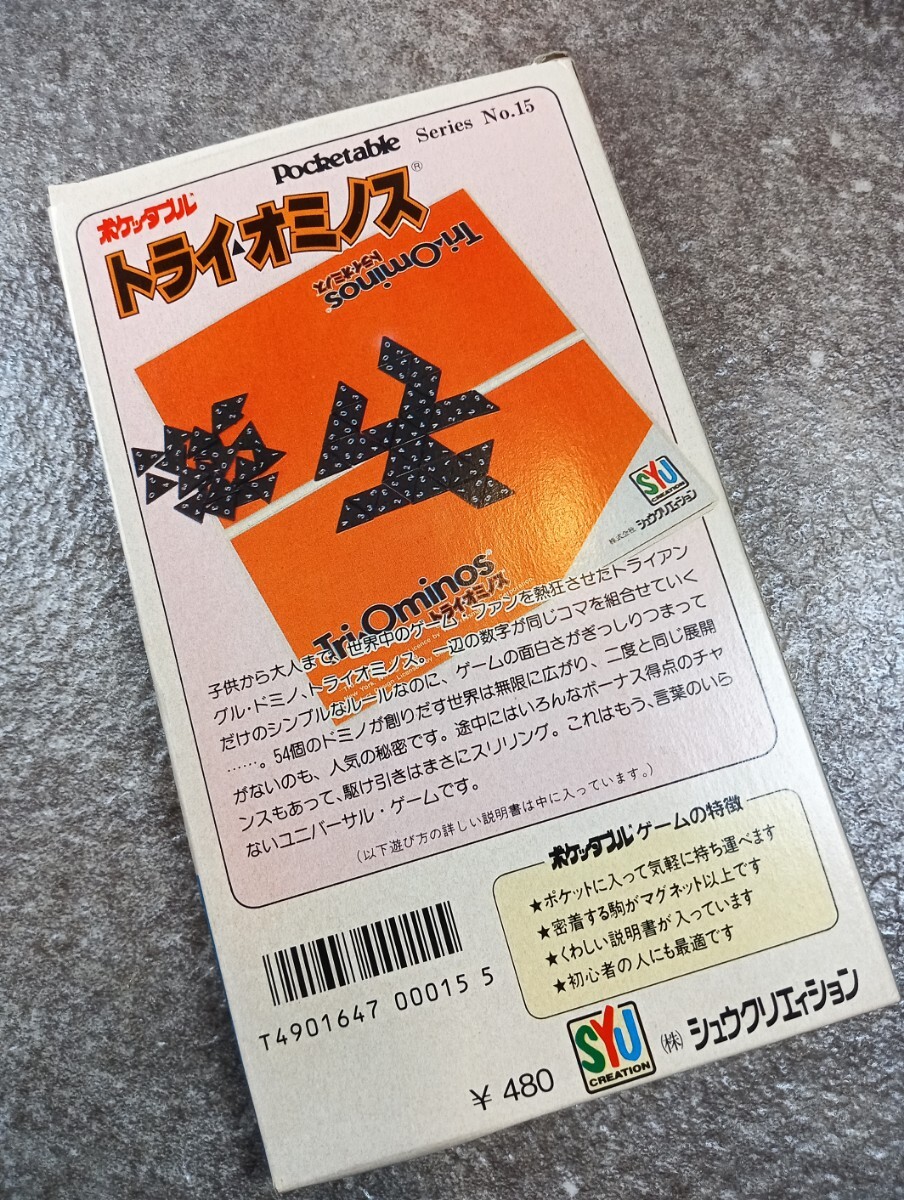 Pocketable Series No.15
ポケッタブル
トライ▲オミノス®
Tri▲Ominos®
トライオミノス
SYJ
CREATION
株式会社 シュウクリエイション
Tri▲Ominos®
トライオミノス
子供から大人まで、世界中のゲーム・ファンを熱狂させたトライアン
グル・ドミノ、トライオミノス。一辺の数字が同じコマを組合せていく
だけのシンプルなルールなのに、ゲームの面白さがぎっしりつまって
……。54個のドミノが創りだす世界は無限に広がり、二度と同じ展開
がないのも、人気の秘密です。途中にはいろんなボーナス得点のチャ
ンスもあって、駆け引きはまさにスリリング。これはもう、言葉のいら
ないユニバーサル・ゲームです。
(以下遊び方の詳しい説明書は中に入っています。)
ポケッタブルゲームの特徴
★ポケットに入って気軽に持ち運べます
★密着する駒がマグネット以上です
★くわしい説明書が入っています
★初心者の人にも最適です
T4901647 00015 5
¥ 480
SYJ
CREATION
(株) シュウクリエィション